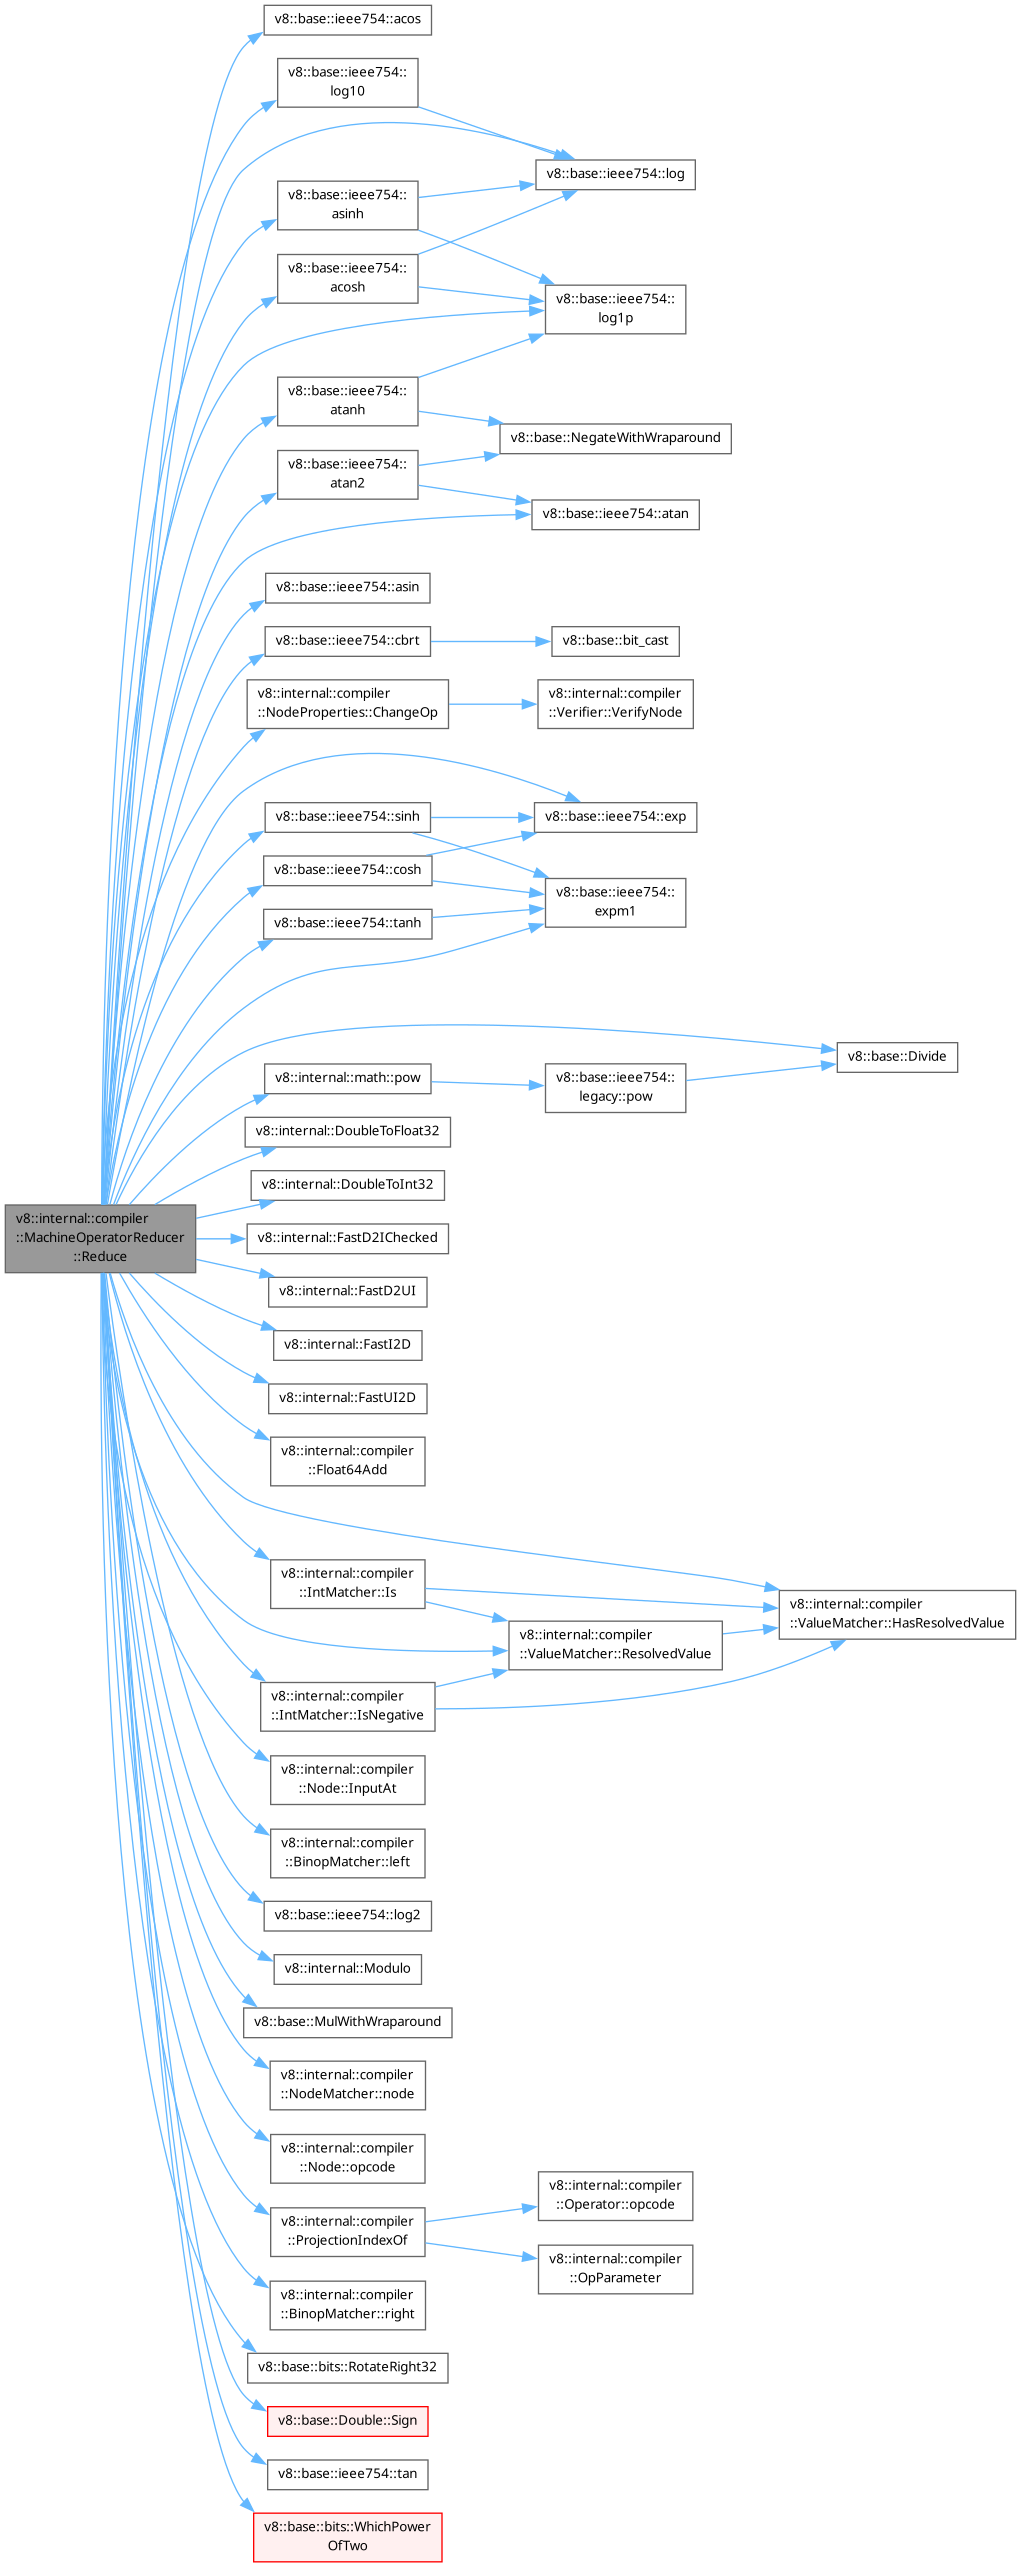 v8::base::ieee754::acos
v8::base::ieee754::
log10
v8::base::ieee754::log
v8::base::ieee754::
asinh
v8::base::ieee754::
acosh
v8::base::ieee754::
log1p
v8::base::ieee754::
atanh
v8::base::NegateWithWraparound
v8::base::ieee754::
atan2
v8::base::ieee754::atan
v8::base::ieee754::asin
v8::base::ieee754::cbrt
v8::base::bit_cast
v8::internal::compiler
::NodeProperties::ChangeOp
v8::internal::compiler
::Verifier::VerifyNode
v8::base::ieee754::sinh
v8::base::ieee754::exp
v8::base::ieee754::cosh
v8::base::ieee754::
expm1
v8::base::ieee754::tanh
v8::base::Divide
v8::internal::math::pow
v8::base::ieee754::
legacy::pow
v8::internal::DoubleToFloat32
v8::internal::DoubleToInt32
v8::internal::compiler
::MachineOperatorReducer
::Reduce
v8::internal::FastD2IChecked
v8::internal::FastD2UI
v8::internal::FastI2D
v8::internal::FastUI2D
v8::internal::compiler
::Float64Add
v8::internal::compiler
::IntMatcher::Is
v8::internal::compiler
::ValueMatcher::HasResolvedValue
v8::internal::compiler
::ValueMatcher::ResolvedValue
v8::internal::compiler
::IntMatcher::IsNegative
v8::internal::compiler
::Node::InputAt
v8::internal::compiler
::BinopMatcher::left
v8::base::ieee754::log2
v8::internal::Modulo
v8::base::MulWithWraparound
v8::internal::compiler
::NodeMatcher::node
v8::internal::compiler
::Node::opcode
v8::internal::compiler
::Operator::opcode
v8::internal::compiler
::ProjectionIndexOf
v8::internal::compiler
::OpParameter
v8::internal::compiler
::BinopMatcher::right
v8::base::bits::RotateRight32
v8::base::Double::Sign
v8::base::ieee754::tan
v8::base::bits::WhichPower
OfTwo